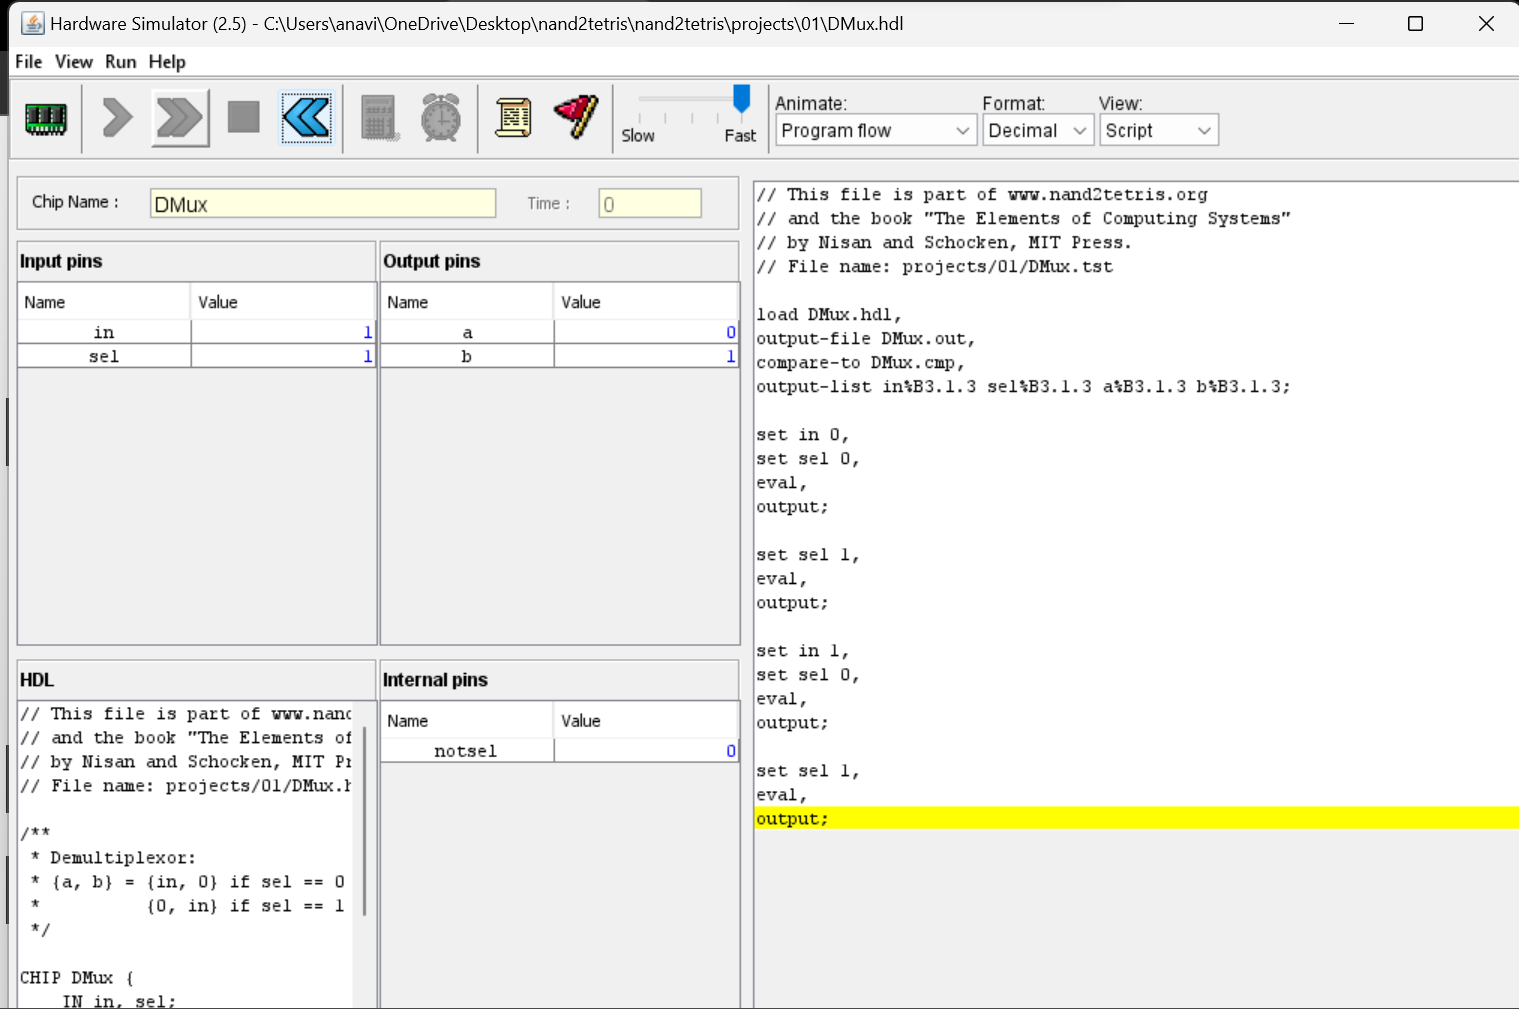 Hardware Simulator (2.5) - C:\Users\anavi\OneDrive\Desktop\nand2tetris\nand2tetris\projects\01\DMux.hdl
File View Run Help
Animate: Format: View:
Slow Fast Program flow Decimal Script
Chip Name : DMux Time : 0
Input pins
Name Value
in 1
sel 1
Output pins
Name Value
a 0
b 1
HDL
// This file is part of www.nanc
// and the book "The Elements of
// by Nisan and Schocken, MIT Pr
// File name: projects/01/DMux.h
/**
* Demultiplexor:
* {a, b} = {in, 0} if sel == 0
* {0, in} if sel == 1
*/
CHIP DMux {
IN in, sel;
Internal pins
Name Value
notsel 0
// This file is part of www.nand2tetris.org
// and the book "The Elements of Computing Systems"
// by Nisan and Schocken, MIT Press.
// File name: projects/01/DMux.tst
load DMux.hdl,
output-file DMux.out,
compare-to DMux.cmp,
output-list in%B3.1.3 sel%B3.1.3 a%B3.1.3 b%B3.1.3;
set in 0,
set sel 0,
eval,
output;
set sel 1,
eval,
output;
set in 1,
set sel 0,
eval,
output;
set sel 1,
eval,
output;